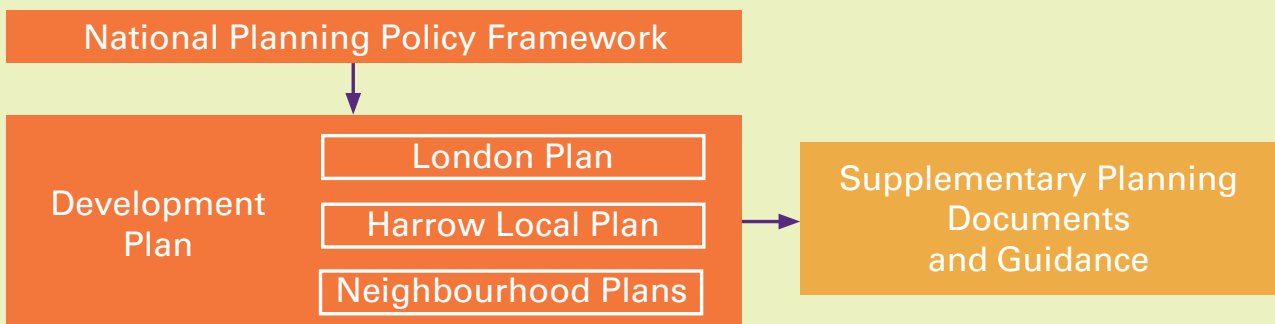 National Planning Policy Framework
Development
Plan
London Plan
Harrow Local Plan
Neighbourhood Plans
Supplementary Planning
Documents
and Guidance